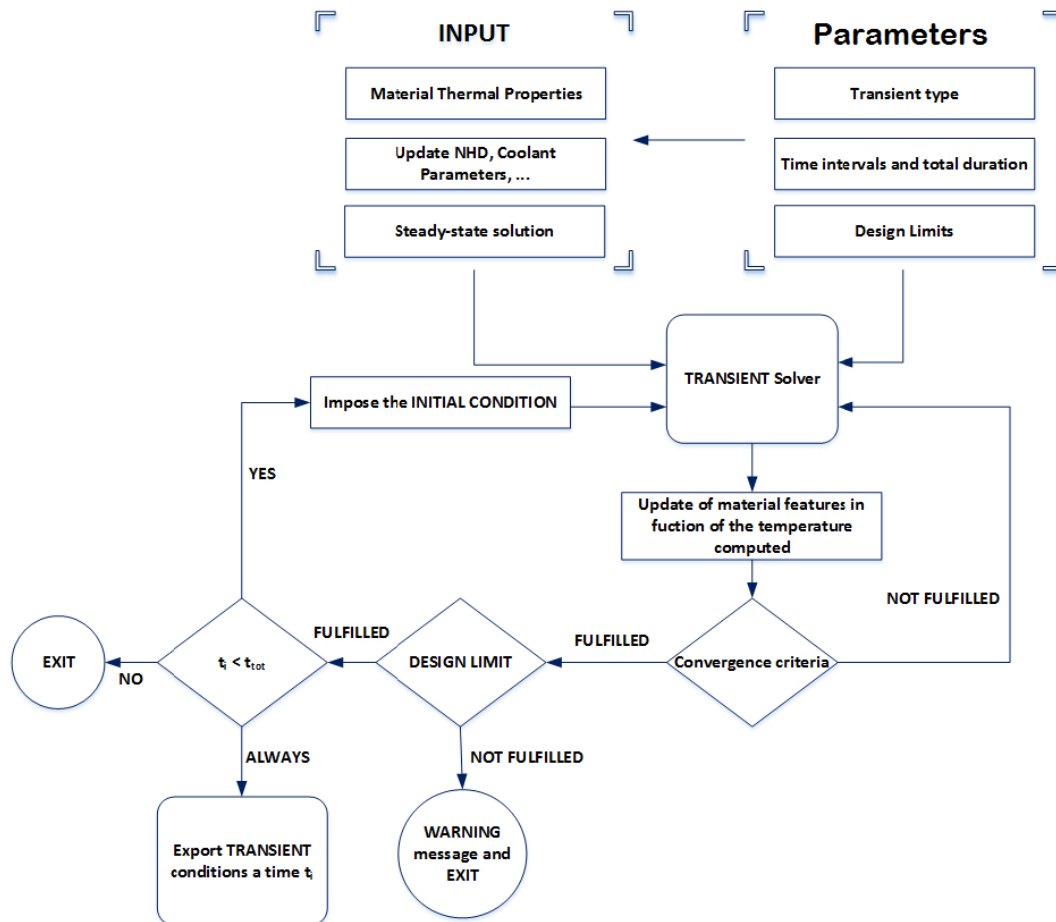 INPUT
Parameters
Material Thermal Properties
Transient type
Update NHD, Coolant
Parameters, ...
Time intervals and total duration
Steady-state solution
Design Limits
TRANSIENT Solver
Impose the INITIAL CONDITION
YES
Update of material features in
fuction of the temperature
computed
NOT FULFILLED
FULFILLED
FULFILLED
EXIT
tᵢ < tₜₒₜ
DESIGN LIMIT
Convergence criteria
NO
ALWAYS
NOT FULFILLED
WARNING
message and
EXIT
Export TRANSIENT
conditions a time tᵢ